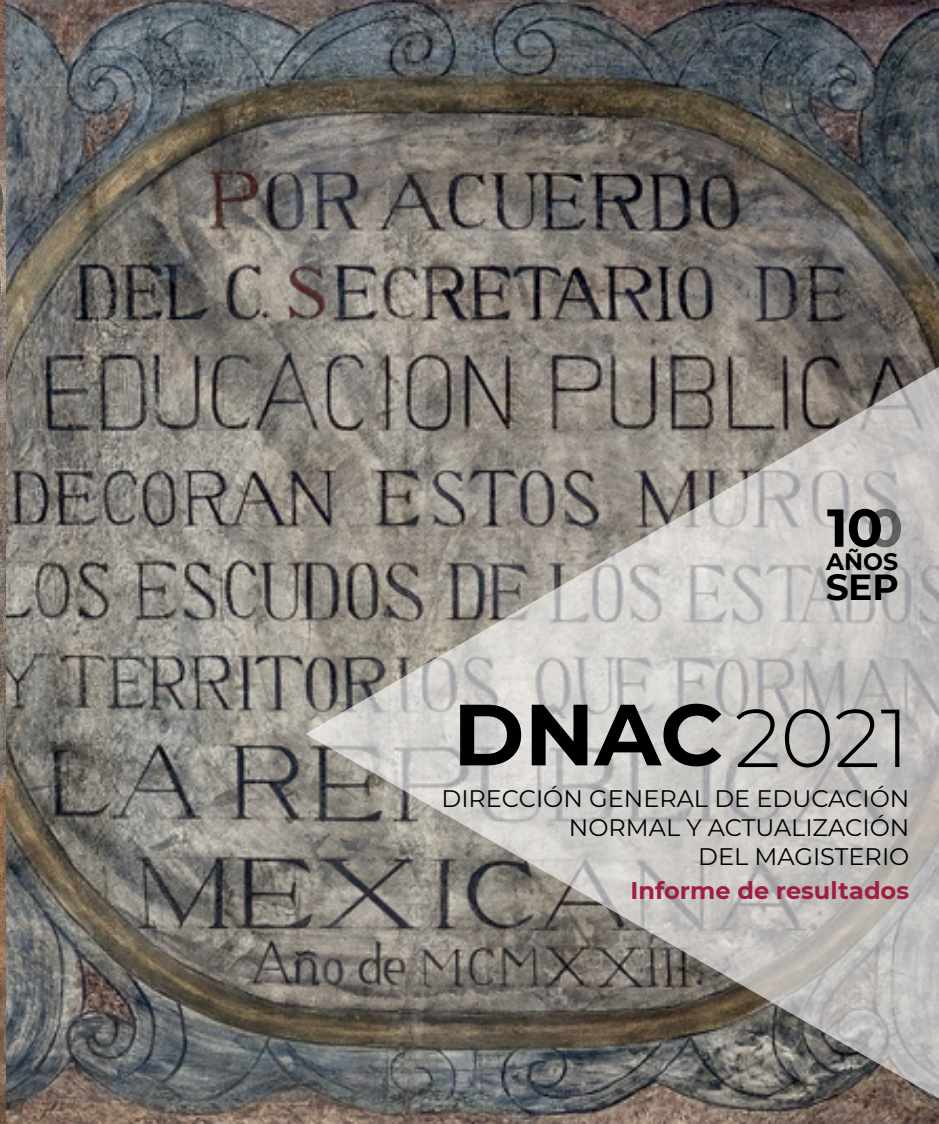 POR ACUERDO
DEL C. SECRETARIO DE
EDUCACION PUBLICA
DECORAN ESTOS MUROS
LOS ESCUDOS DE LOS ESTADOS
Y TERRITORIOS QUE FORMAN
LA REPUBLICA
MEXICANA.
Año de MCMXXIII.
100
AÑOS
SEP
DNAC 2021
DIRECCIÓN GENERAL DE EDUCACIÓN
NORMAL Y ACTUALIZACIÓN
DEL MAGISTERIO
Informe de resultados